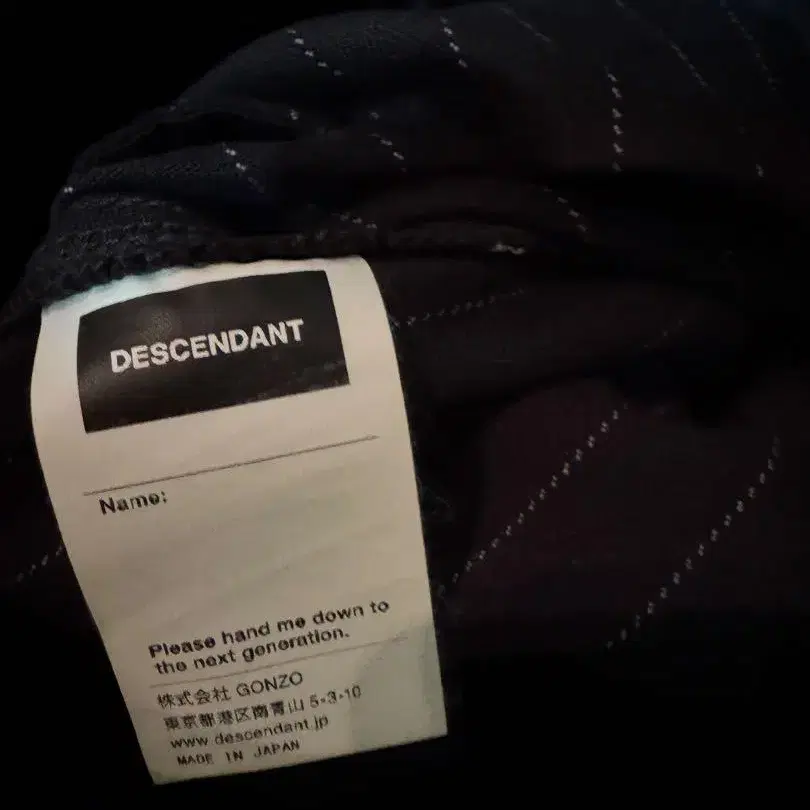 DESCENDANT
Name:
Please hand me down to
the next generation.
株式会社 GONZO
東京都港区南青山 5-3-10
www.descendant.jp
MADE IN JAPAN